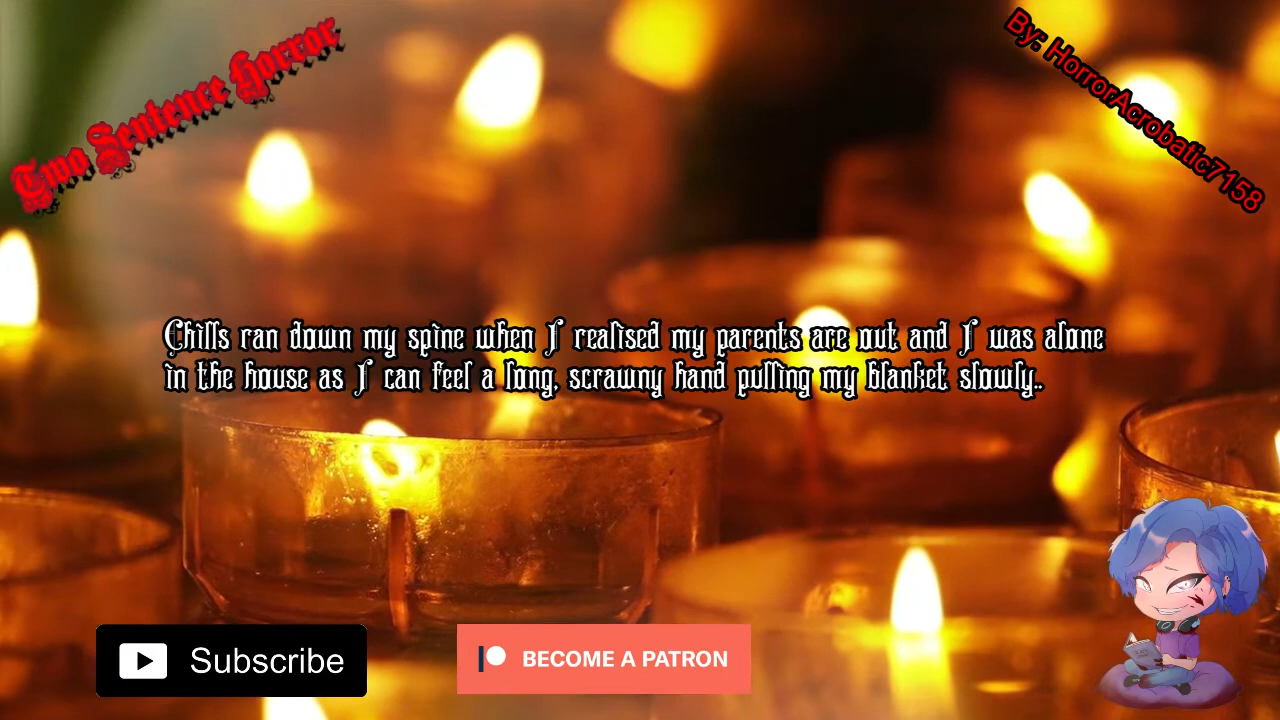 Two Sentence Horror
By: HorrorAcrobatic7158
Chills ran down my spine when I realised my parents are out and I was alone
in the house as I can feel a long, scrawny hand pulling my blanket slowly..
Subscribe
BECOME A PATRON